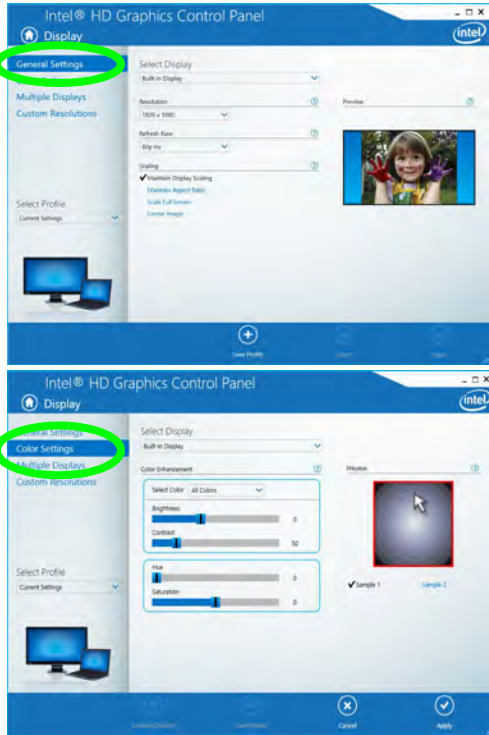 Intel® HD Graphics Control Panel
Display
intel
General Settings
Multiple Displays
Custom Resolutions
Select Profile
Current Settings
Select Display
Built-in Display
Resolution
1920 x 1080
Refresh Rate
60p Hz
Scaling
Maintain Display Scaling
Maintain Aspect Ratio
Scale Full Screen
Center Image
Preview
Save Profile
Intel® HD Graphics Control Panel
Display
intel
General Settings
Color Settings
Multiple Displays
Custom Resolutions
Select Profile
Current Settings
Select Display
Built-in Display
Color Enhancement
Select Color All Colors
Brightness
0
Contrast
50
Hue
0
Saturation
0
Preview
Sample 1 Sample 2
Cancel Apply